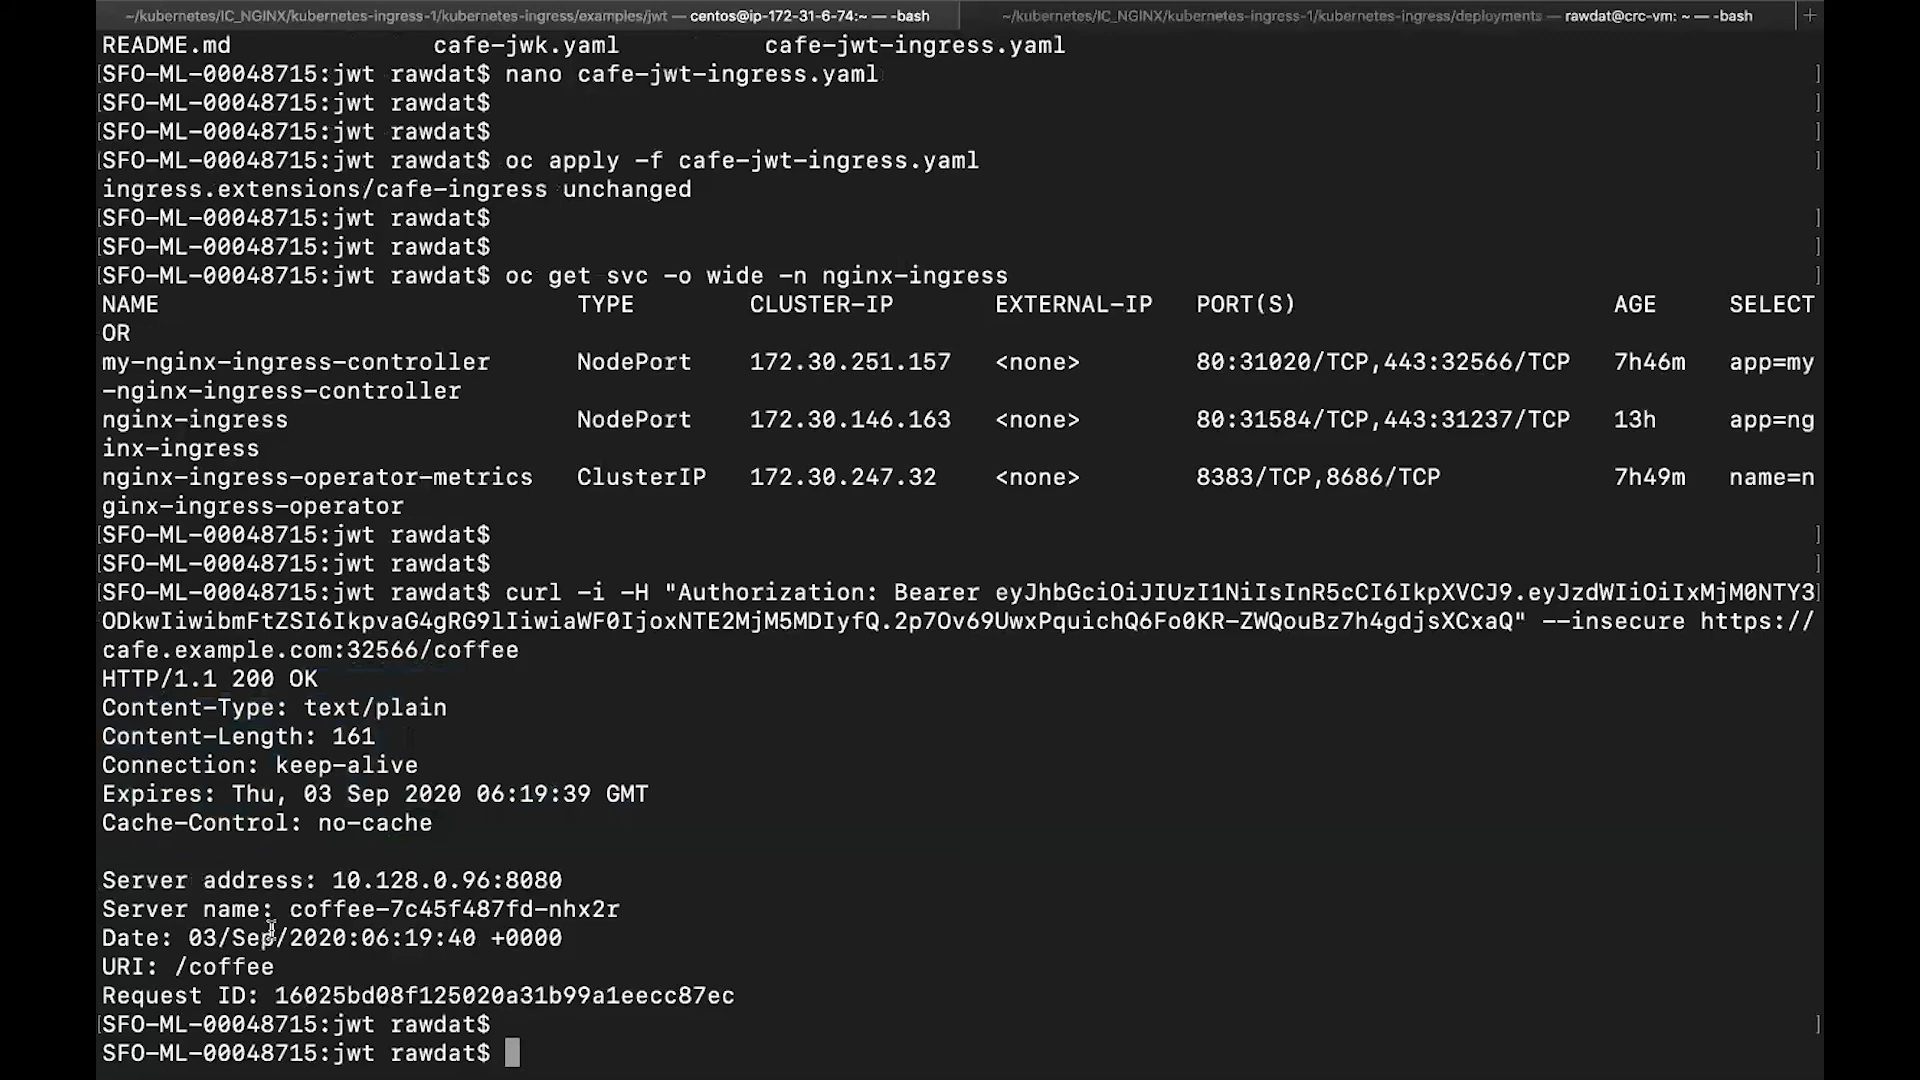 ~/kubernetes/IC_NGINX/kubernetes-ingress-1/kubernetes-ingress/examples/jwt — centos@ip-172-31-6-74:~ — -bash
~/kubernetes/IC_NGINX/kubernetes-ingress-1/kubernetes-ingress/deployments — rawdat@crc-vm: ~ — -bash +
README.md cafe-jwk.yaml cafe-jwt-ingress.yaml
[SFO-ML-00048715:jwt rawdat$ nano cafe-jwt-ingress.yaml ]
[SFO-ML-00048715:jwt rawdat$ ]
[SFO-ML-00048715:jwt rawdat$ ]
[SFO-ML-00048715:jwt rawdat$ oc apply -f cafe-jwt-ingress.yaml ]
ingress.extensions/cafe-ingress unchanged
[SFO-ML-00048715:jwt rawdat$ ]
[SFO-ML-00048715:jwt rawdat$ ]
[SFO-ML-00048715:jwt rawdat$ oc get svc -o wide -n nginx-ingress ]
NAME TYPE CLUSTER-IP EXTERNAL-IP PORT(S) AGE SELECT
OR
my-nginx-ingress-controller NodePort 172.30.251.157 <none> 80:31020/TCP,443:32566/TCP 7h46m app=my
-nginx-ingress-controller
nginx-ingress NodePort 172.30.146.163 <none> 80:31584/TCP,443:31237/TCP 13h app=ng
inx-ingress
nginx-ingress-operator-metrics ClusterIP 172.30.247.32 <none> 8383/TCP,8686/TCP 7h49m name=n
ginx-ingress-operator
[SFO-ML-00048715:jwt rawdat$ ]
[SFO-ML-00048715:jwt rawdat$ ]
[SFO-ML-00048715:jwt rawdat$ curl -i -H "Authorization: Bearer eyJhbGciOiJIUzI1NiIsInR5cCI6IkpXVCJ9.eyJzdWIiOiIxMjM0NTY3]
ODkwIiwibmFtZSI6IkpvaG4gRG9lIiwiaWF0IjoxNTE2MjM5MDIyfQ.2p7Ov69UwxPquichQ6Fo0KR-ZWQouBz7h4gdjsXCxaQ" --insecure https://
cafe.example.com:32566/coffee
HTTP/1.1 200 OK
Content-Type: text/plain
Content-Length: 161
Connection: keep-alive
Expires: Thu, 03 Sep 2020 06:19:39 GMT
Cache-Control: no-cache
Server address: 10.128.0.96:8080
Server name: coffee-7c45f487fd-nhx2r
Date: 03/Sep/2020:06:19:40 +0000
URI: /coffee
Request ID: 16025bd08f125020a31b99a1eecc87ec
[SFO-ML-00048715:jwt rawdat$ ]
SFO-ML-00048715:jwt rawdat$